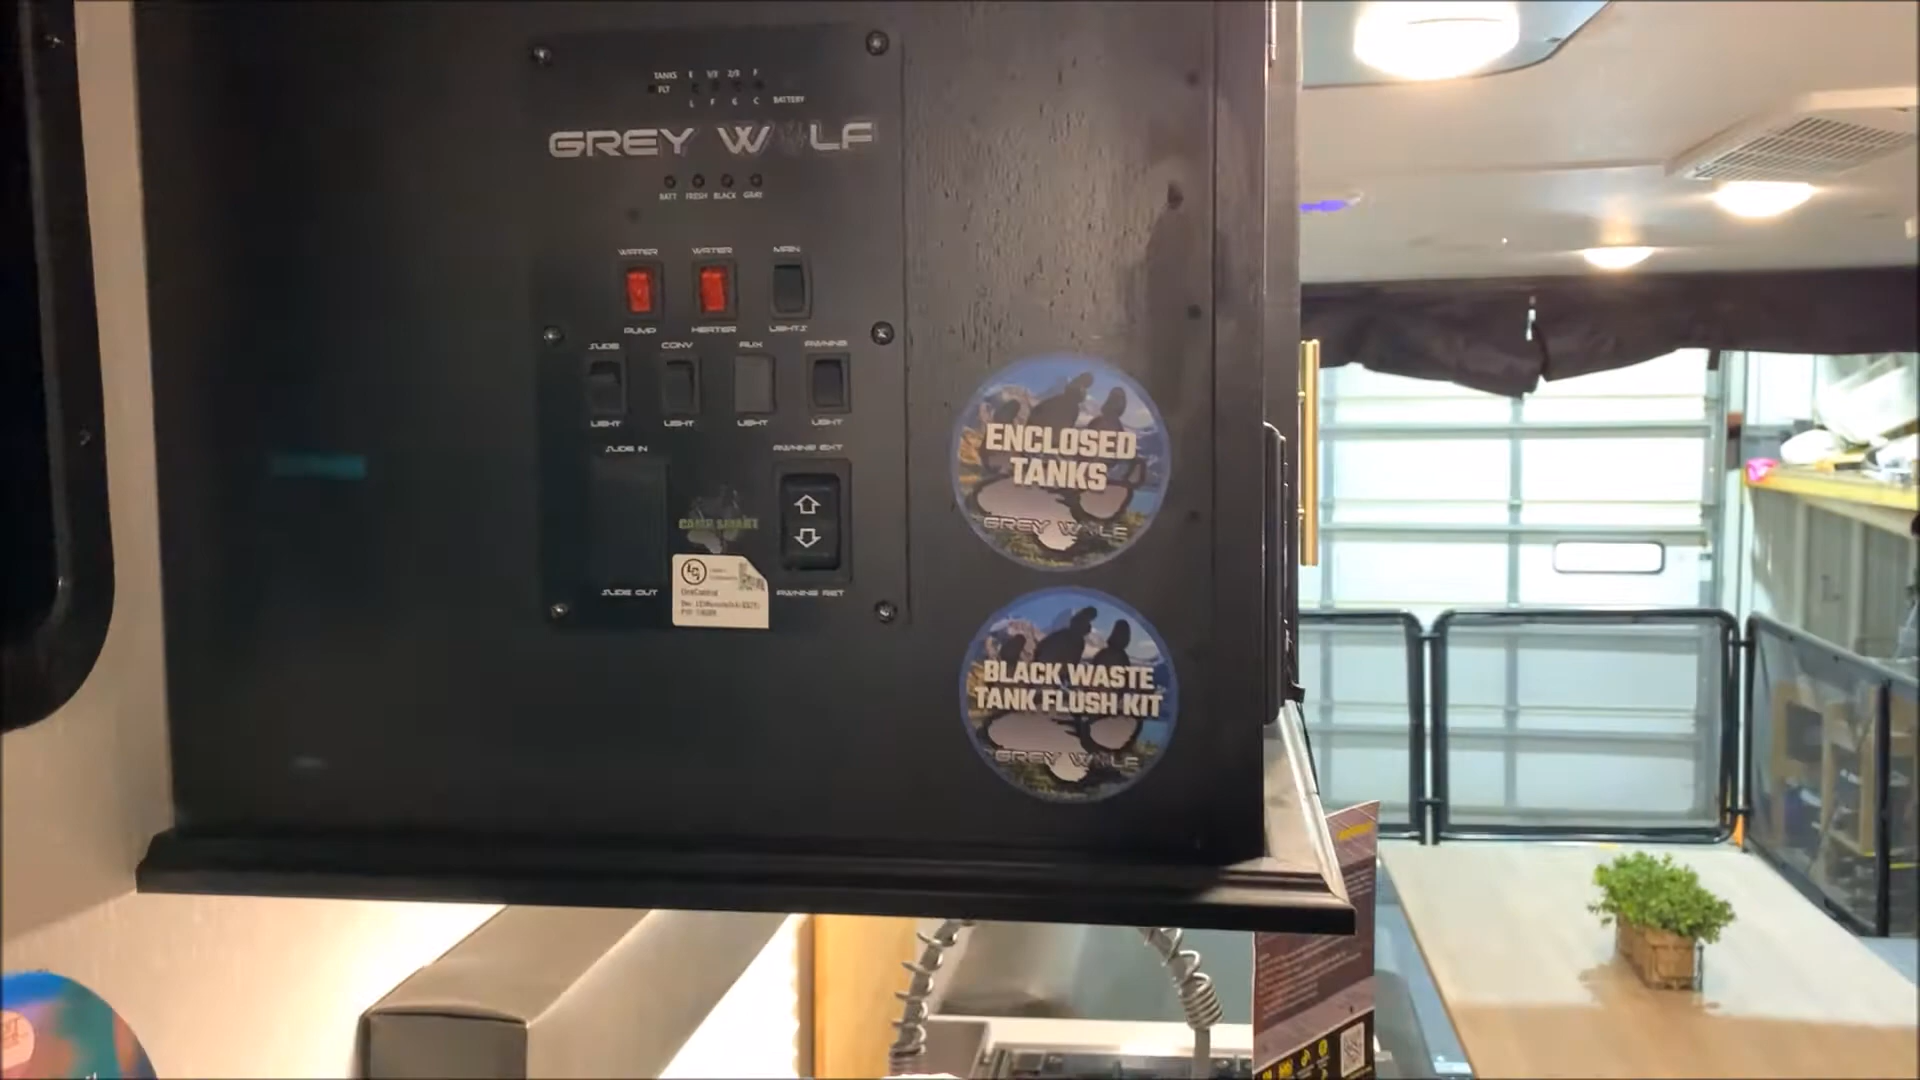 TANKS E 1/3 2/3 F
FLT
L F G C BATTERY
GREY WOLF
BATT FRESH BLACK GRAY
WATER WATER MAIN
PUMP HEATER LIGHTS
SLIDE CONV AUX AWNING
LIGHT LIGHT LIGHT LIGHT
SLIDE IN AWNING EXT
CAMP SMART
SLIDE OUT AWNING RET
ENCLOSED
TANKS
GREY WOLF
BLACK WASTE
TANK FLUSH KIT
GREY WOLF